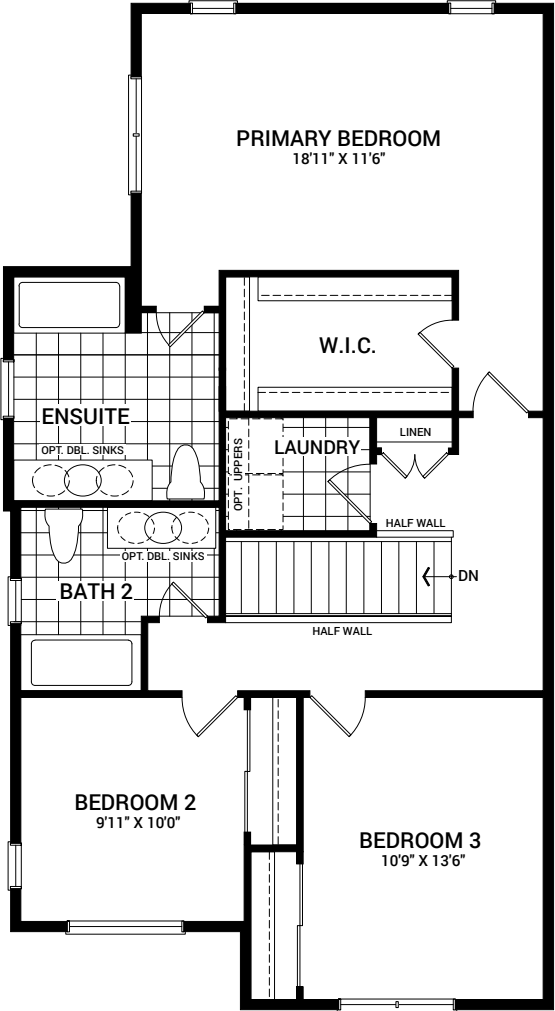 PRIMARY BEDROOM
18'11" X 11'6"
W.I.C.
ENSUITE
OPT. DBL. SINKS
LINEN
LAUNDRY
OPT. UPPERS
HALF WALL
DN
OPT. DBL. SINKS
BATH 2
HALF WALL
BEDROOM 2
9'11" X 10'0"
BEDROOM 3
10'9" X 13'6"